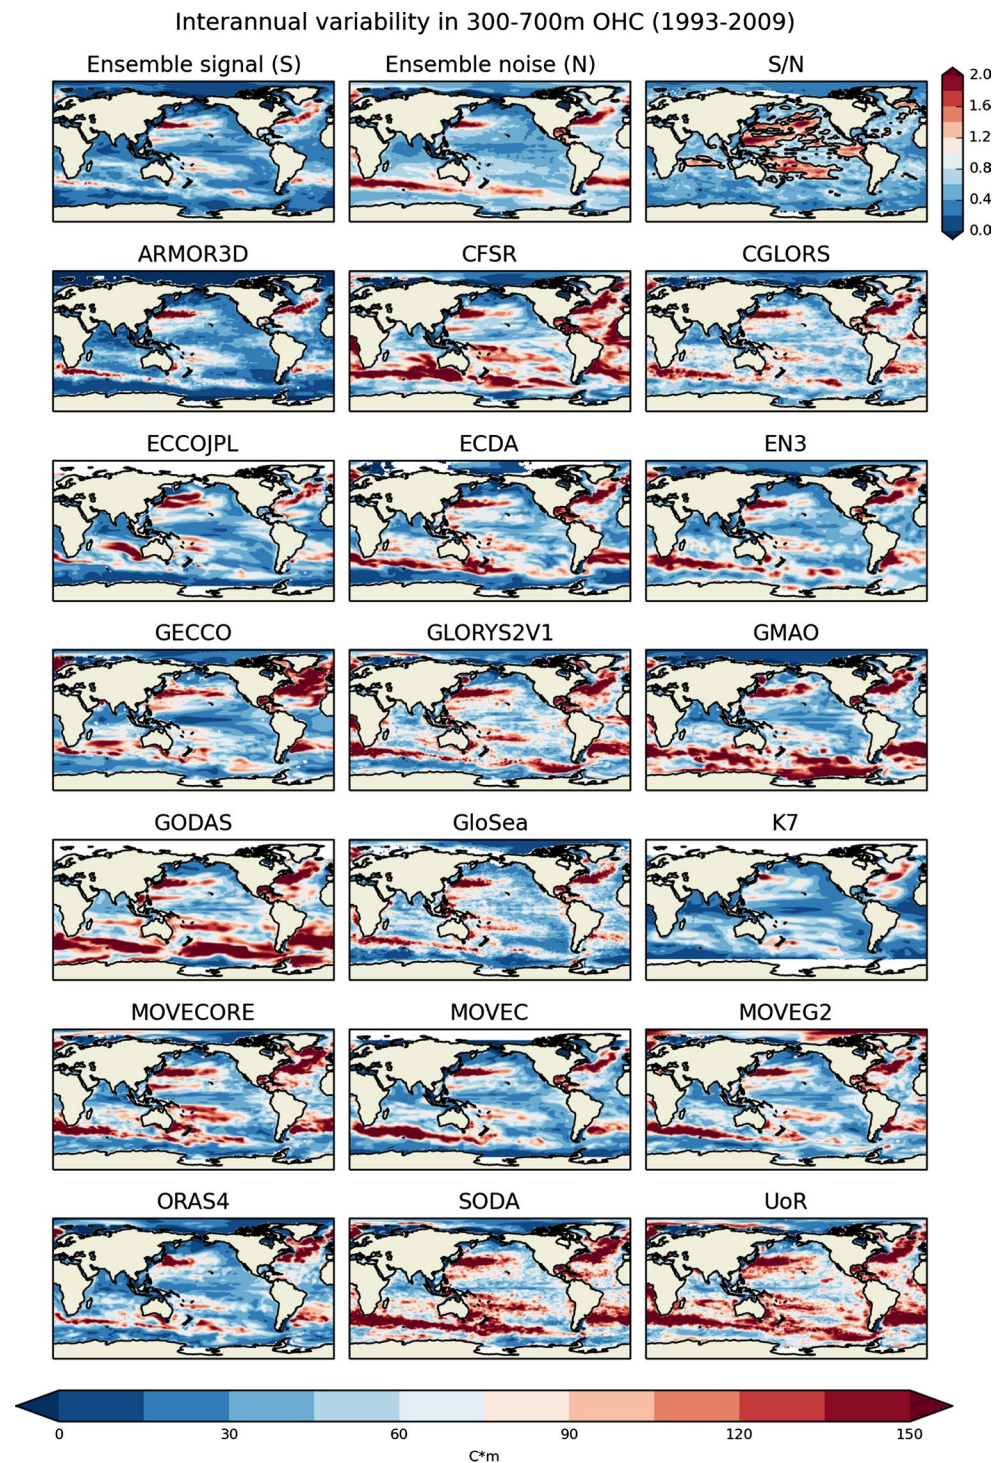 Interannual variability in 300-700m OHC (1993-2009)
Ensemble signal (S) Ensemble noise (N) S/N
2.0
1.6
1.2
0.8
0.4
0.0
ARMOR3D CFSR CGLORS
ECCOJPL ECDA EN3
GECCO GLORYS2V1 GMAO
GODAS GloSea K7
MOVECORE MOVEC MOVEG2
ORAS4 SODA UoR
0 30 60 90 120 150
C*m